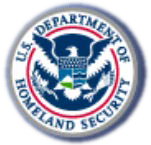 U.S. DEPARTMENT OF
HOMELAND SECURITY